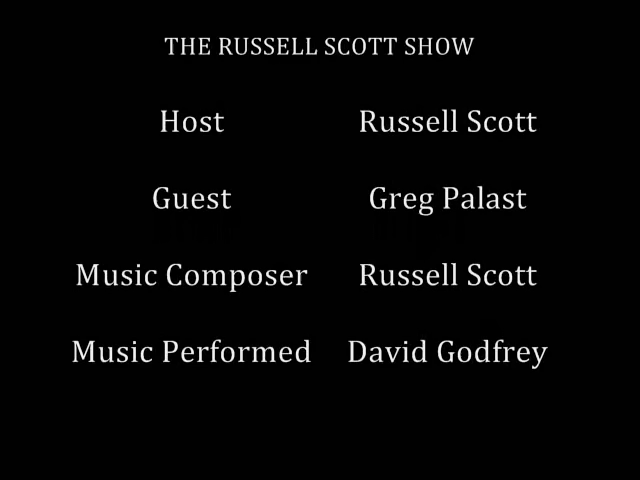 THE RUSSELL SCOTT SHOW
Host Russell Scott
Guest Greg Palast
Music Composer Russell Scott
Music Performed David Godfrey